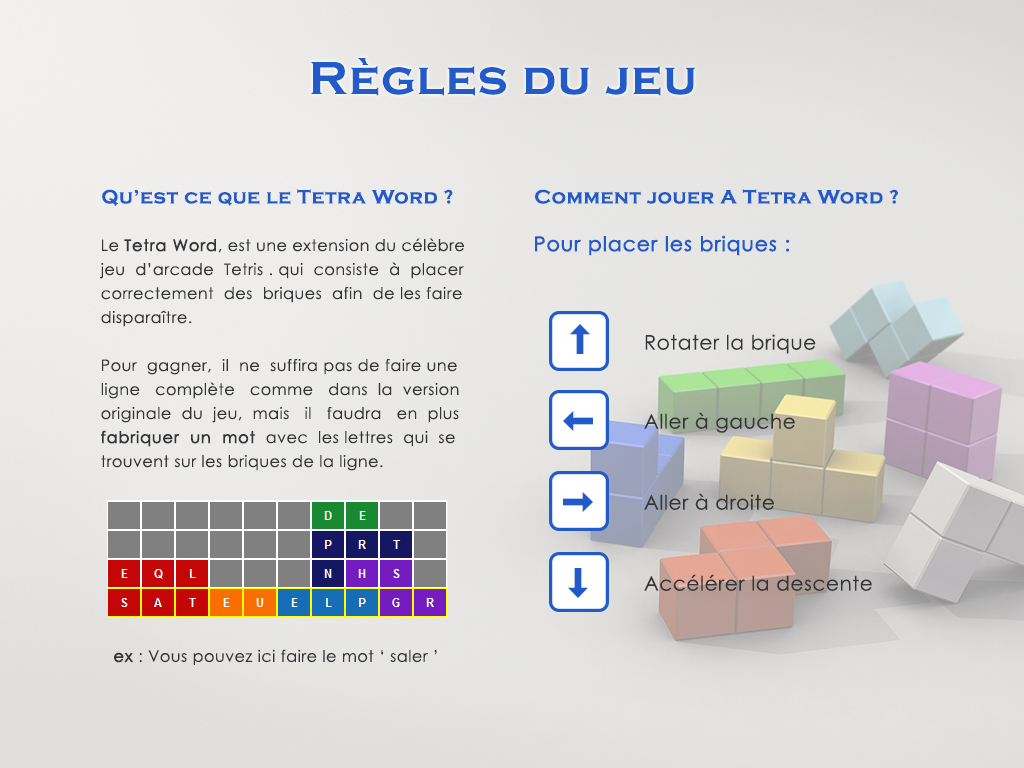 Règles du jeu
Qu'est ce que le Tetra Word ?
Le Tetra Word, est une extension du célèbre
jeu d'arcade Tetris . qui consiste à placer
correctement des briques afin de les faire
disparaître.
Pour gagner, il ne suffira pas de faire une
ligne complète comme dans la version
originale du jeu, mais il faudra en plus
fabriquer un mot avec les lettres qui se
trouvent sur les briques de la ligne.
D E
P R T
E Q L N H S
S A T E U E L P G R
ex : Vous pouvez ici faire le mot ‘ saler ’
Comment jouer A Tetra Word ?
Pour placer les briques :
Rotater la brique
Aller à gauche
Aller à droite
Accélérer la descente